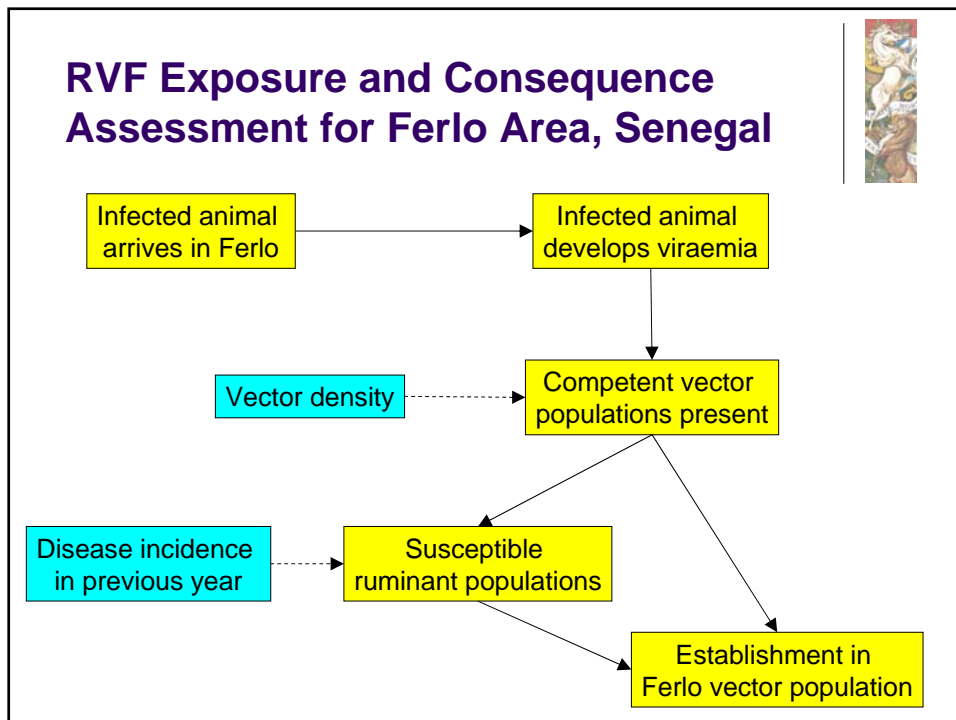 RVF Exposure and Consequence
Assessment for Ferlo Area, Senegal
Infected animal
arrives in Ferlo
Infected animal
develops viraemia
Vector density
Competent vector
populations present
Disease incidence
in previous year
Susceptible
ruminant populations
Establishment in
Ferlo vector population